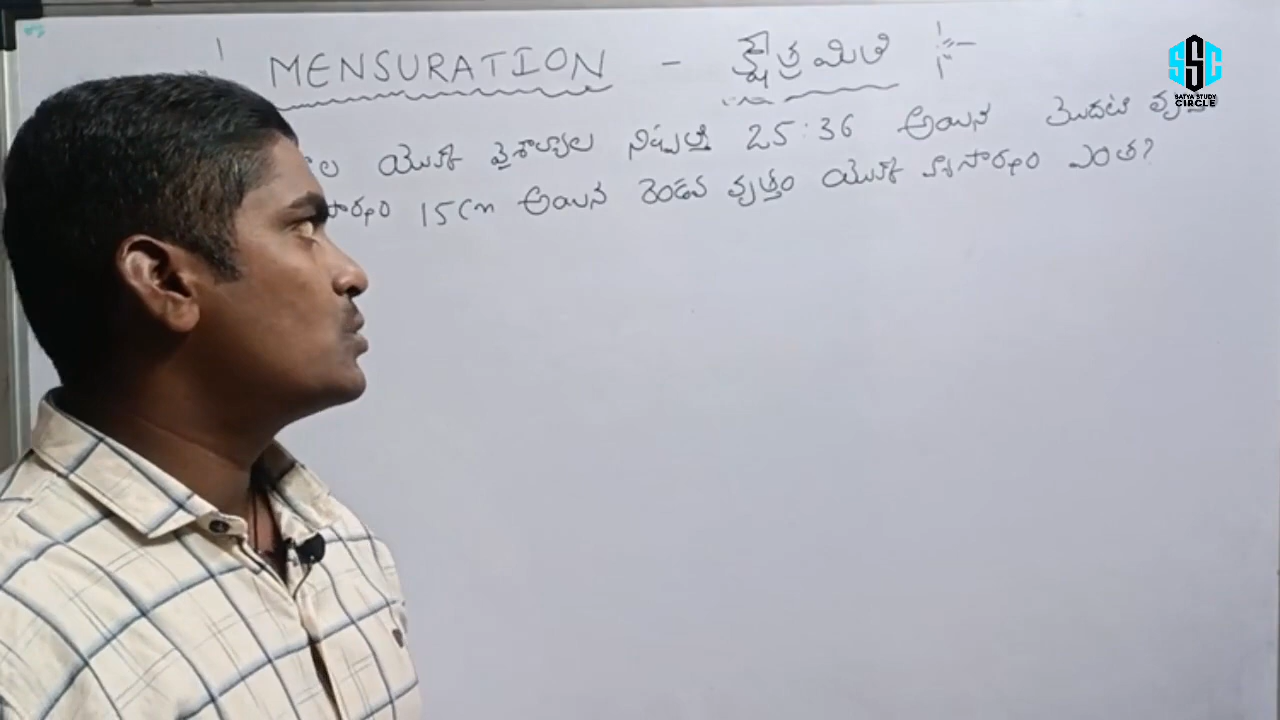 MENSURATION - క్షేత్రమితి
SSC
SATYA STUDY
CIRCLE
ల యొక్క వైశాల్యాల నిష్పత్తి 25:36 అయిన మొదటి వృత్త
సార్థం 15cm అయిన రెండవ వృత్తం యొక్క వ్యాసార్థం ఎంత?